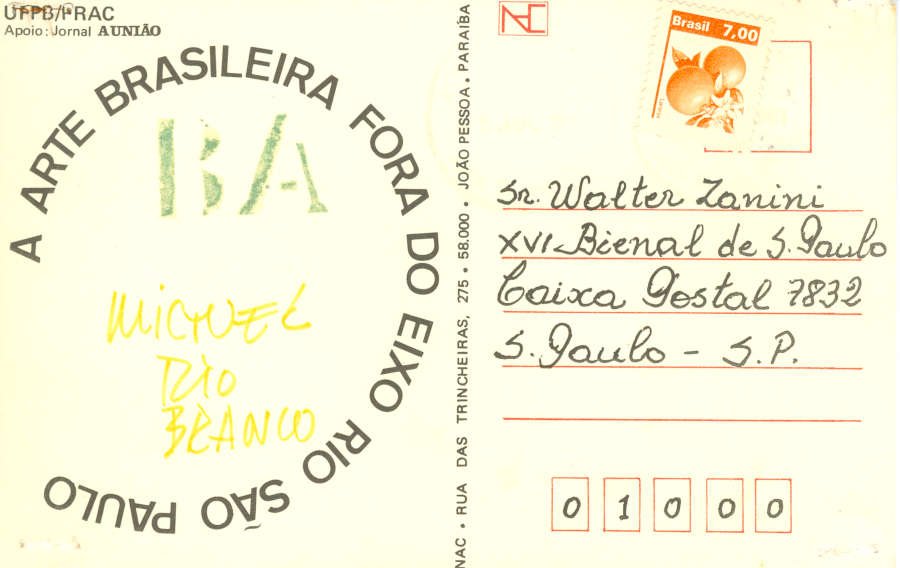 UFPB/PRAC
Apoio: Jornal A UNIÃO
A ARTE BRASILEIRA FORA DO EIXO RIO SÃO PAULO
BA
MIGUEL
RIO
BRANCO
NAC • RUA DAS TRINCHEIRAS, 275 • 58.000 • JOÃO PESSOA • PARAÍBA
NAC
Brasil 7,00
Sr. Walter Zanini
XVI Bienal de S. Paulo
Caixa Postal 7832
S. Paulo - S.P.
01000